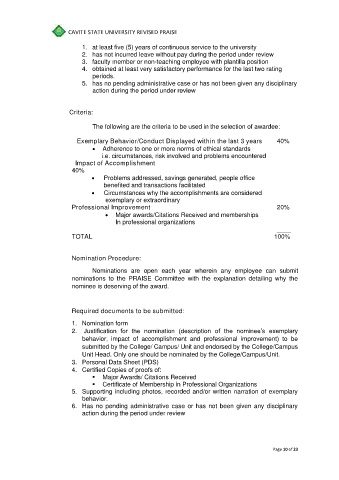 CAVITE STATE UNIVERSITY REVISED PRAISE
1. at least five (5) years of continuous service to the university
2. has not incurred leave without pay during the period under review
3. faculty member or non-teaching employee with plantilla position
4. obtained at least very satisfactory performance for the last two rating
periods.
5. has no pending administrative case or has not been given any disciplinary
action during the period under review
Criteria:
The following are the criteria to be used in the selection of awardee:
Exemplary Behavior/Conduct Displayed within the last 3 years 40%
• Adherence to one or more norms of ethical standards
i.e. circumstances, risk involved and problems encountered
Impact of Accomplishment
40%
• Problems addressed, savings generated, people office
benefited and transactions facilitated
• Circumstances why the accomplishments are considered
exemplary or extraordinary
Professional Improvement 20%
• Major awards/Citations Received and memberships
In professional organizations
TOTAL 100%
Nomination Procedure:
Nominations are open each year wherein any employee can submit
nominations to the PRAISE Committee with the explanation detailing why the
nominee is deserving of the award.
Required documents to be submitted:
1. Nomination form
2. Justification for the nomination (description of the nominee's exemplary
behavior; impact of accomplishment and professional improvement) to be
submitted by the College/ Campus/ Unit and endorsed by the College/Campus
Unit Head. Only one should be nominated by the College/Campus/Unit.
3. Personal Data Sheet (PDS)
4. Certified Copies of proofs of:
• Major Awards/ Citations Received
• Certificate of Membership in Professional Organizations
5. Supporting including photos, recorded and/or written narration of exemplary
behavior.
6. Has no pending administrative case or has not been given any disciplinary
action during the period under review
Page 10 of 23